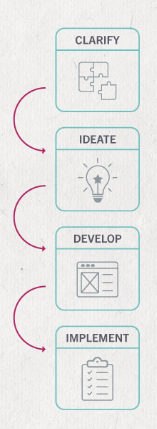 CLARIFY
IDEATE
DEVELOP
IMPLEMENT